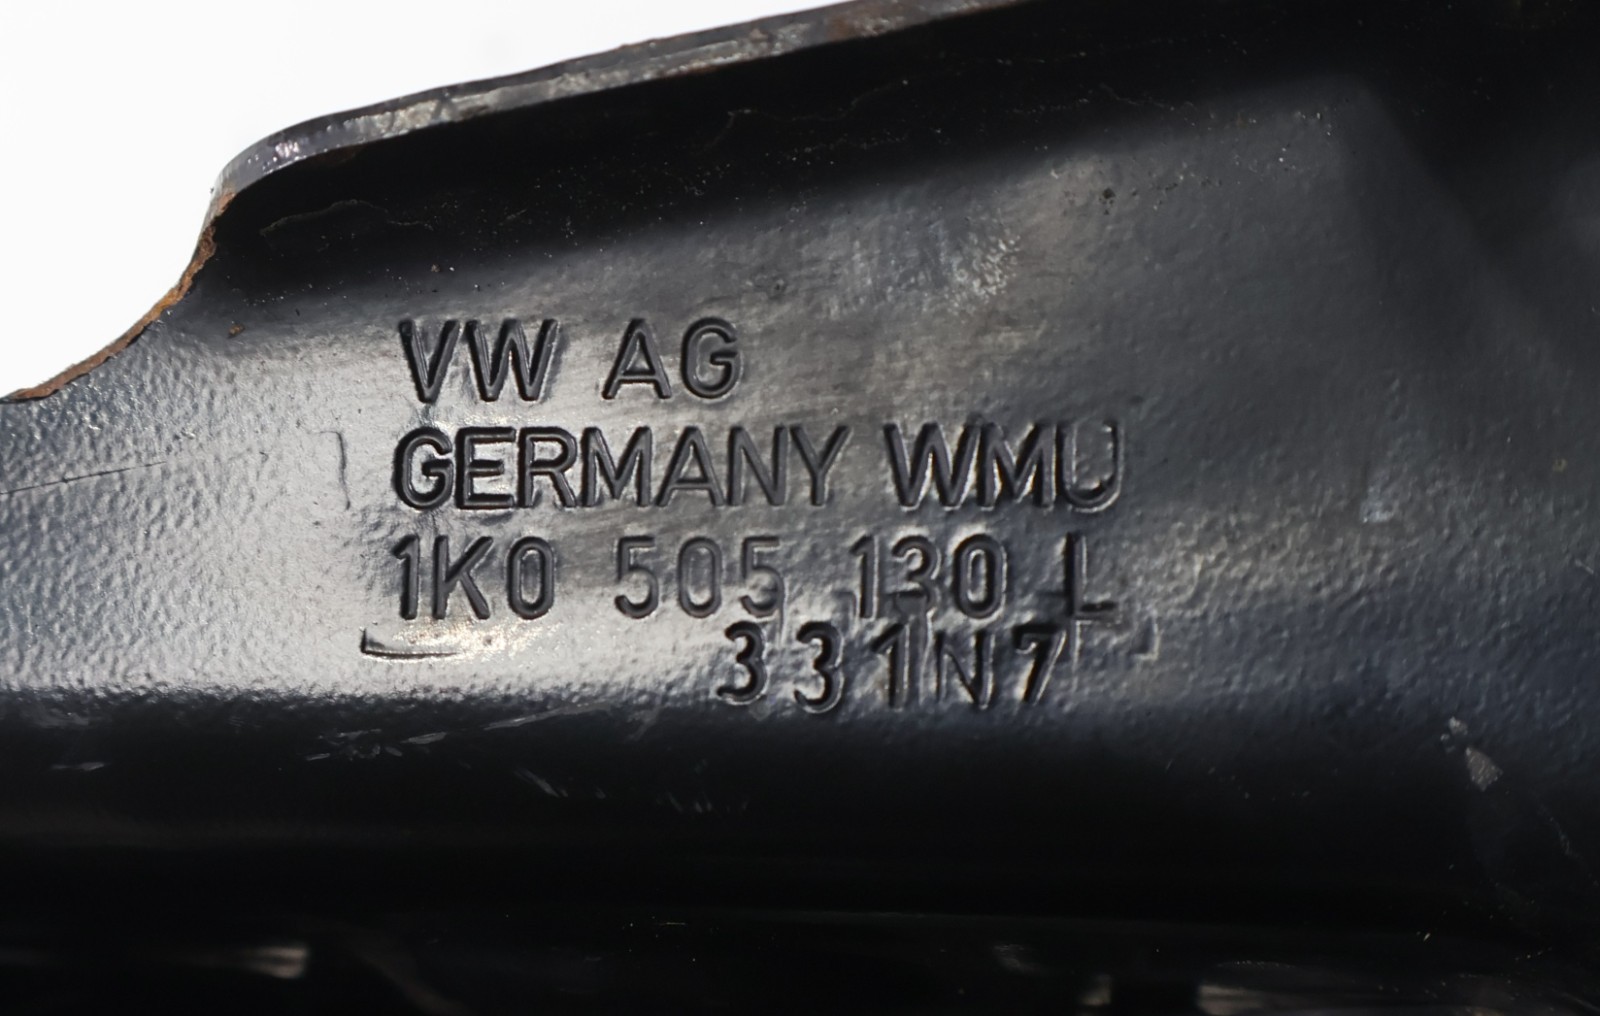 VW AG
GERMANY WMU
1K0 505 130 L
331N7